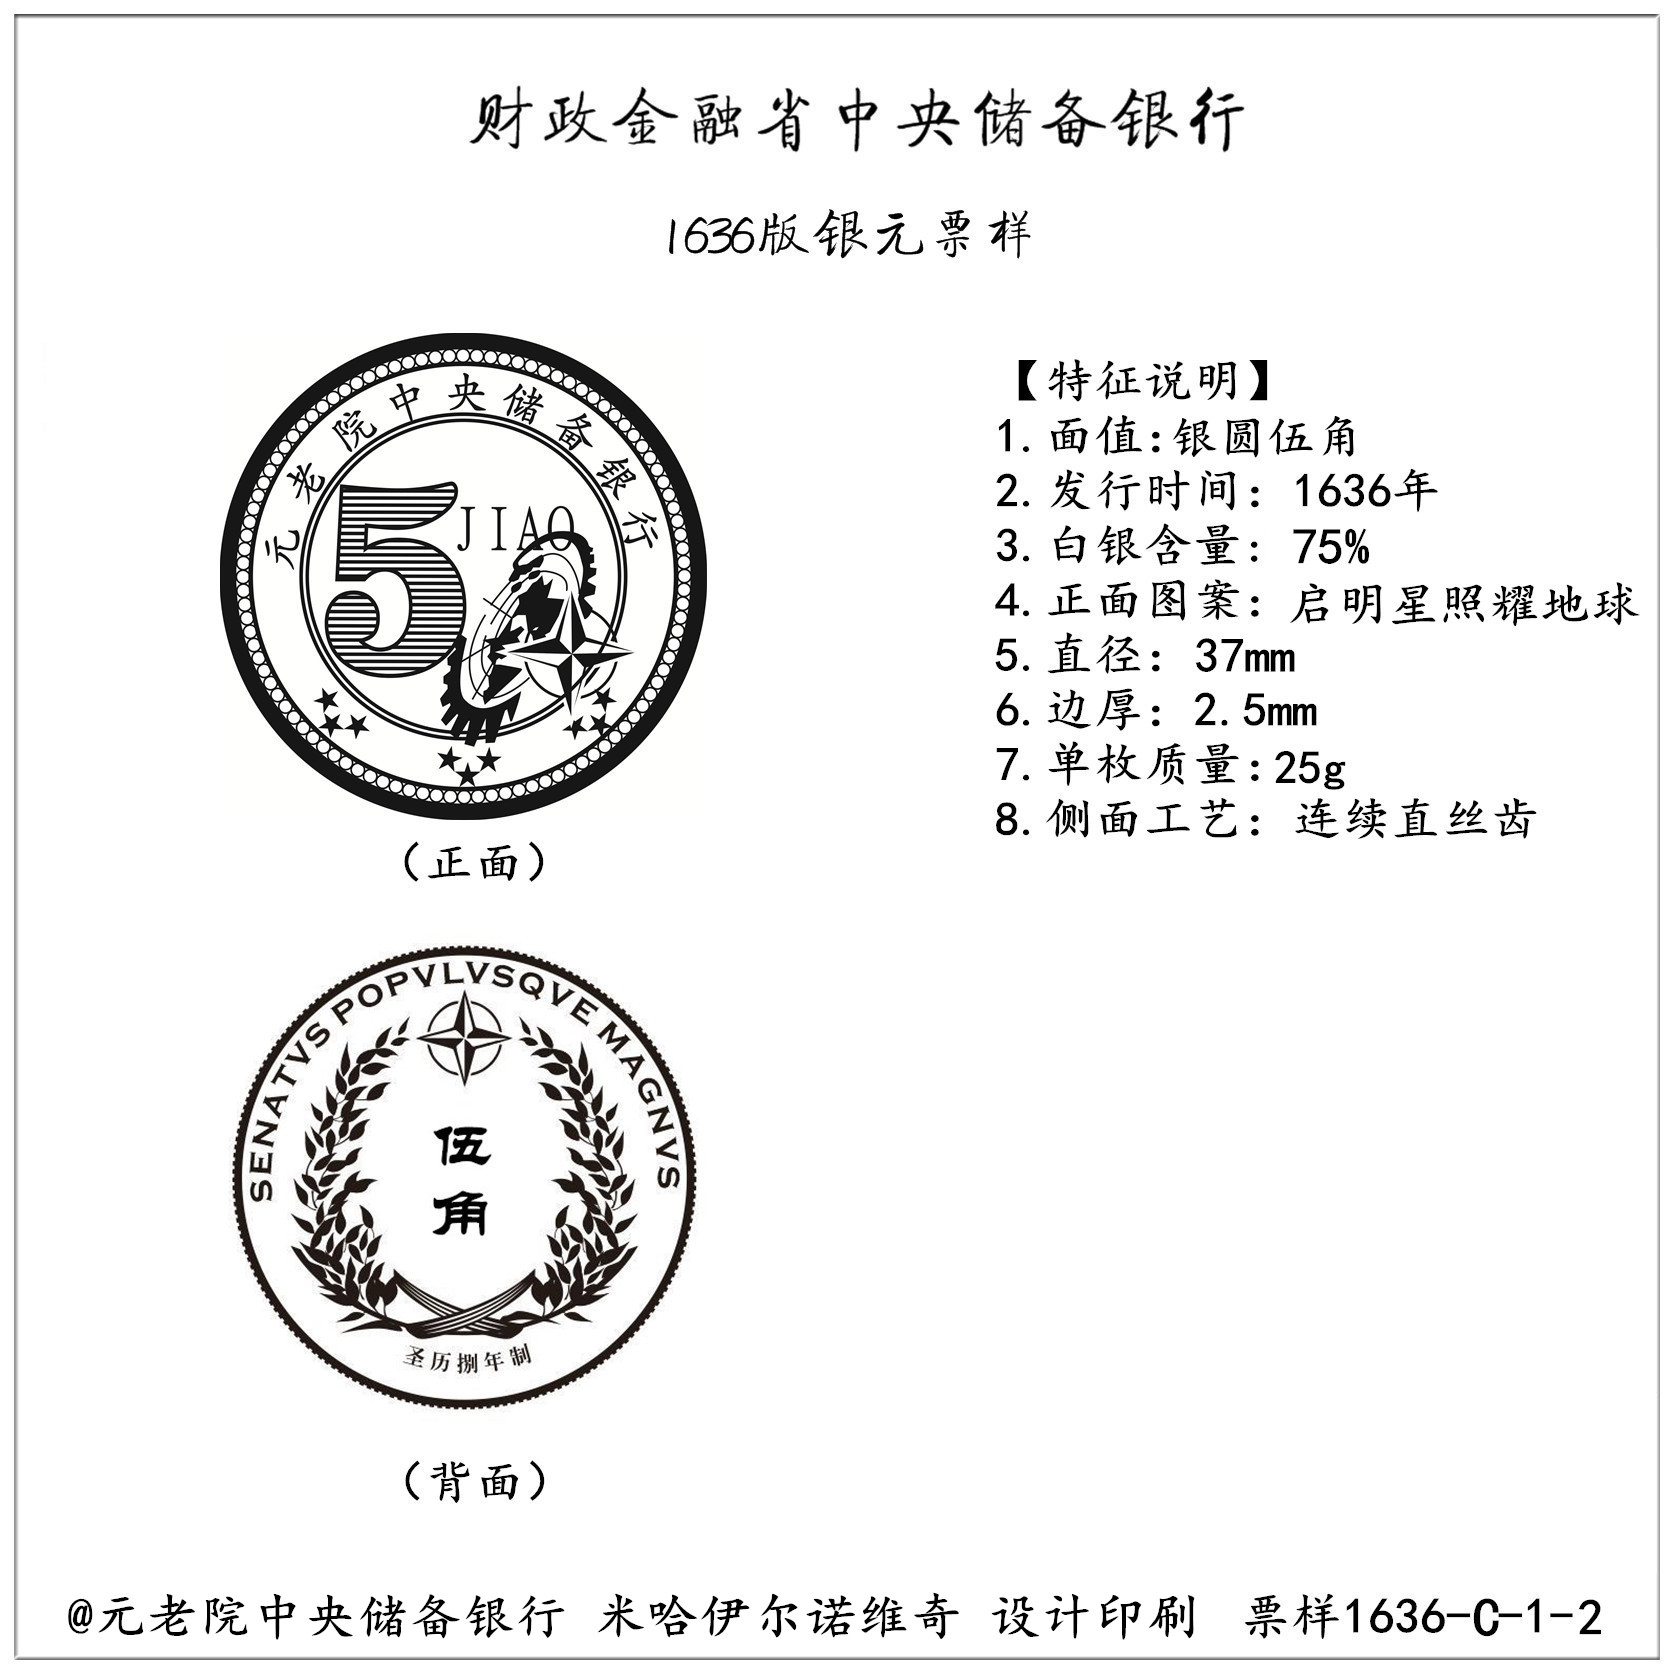 财政金融省中央储备银行
1636版银元票样
元老院中央储备银行
5 JIAO
（正面）
【特征说明】
1. 面值:银圆伍角
2. 发行时间: 1636年
3. 白银含量: 75%
4. 正面图案: 启明星照耀地球
5. 直径: 37mm
6. 边厚: 2.5mm
7. 单枚质量:25g
8. 侧面工艺: 连续直丝齿
SENATVS POPVLVSQVE MAGNVS
伍
角
圣历捌年制
（背面）
@元老院中央储备银行 米哈伊尔诺维奇 设计印刷 票样1636-C-1-2